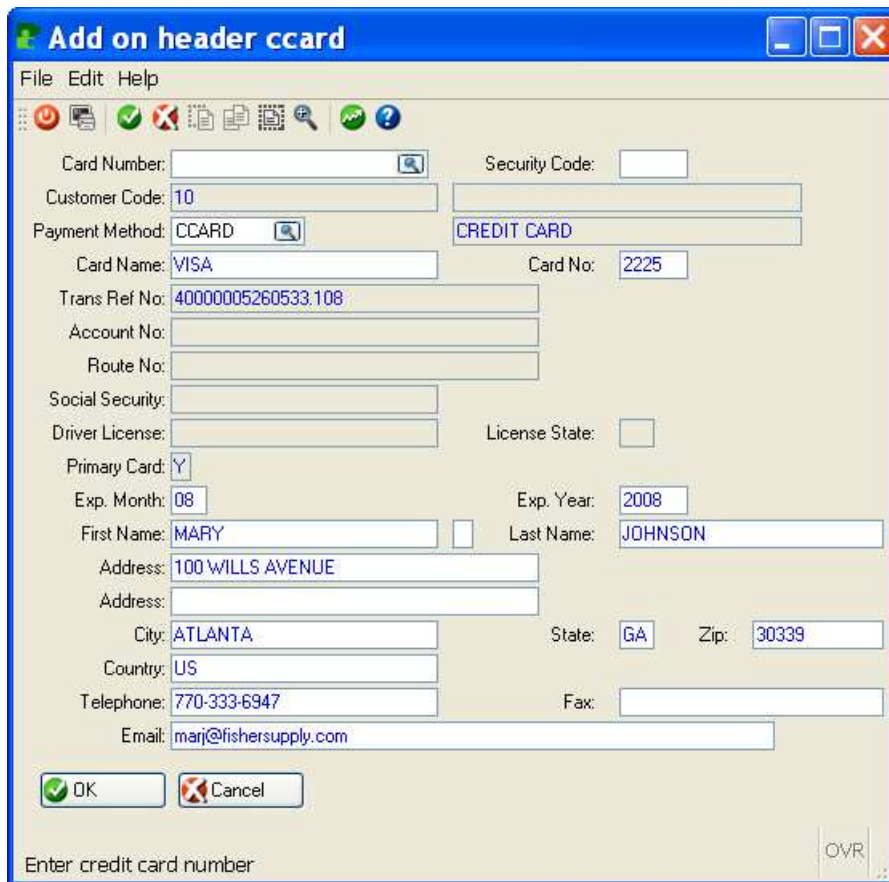 Add on header ccard
File Edit Help
Card Number: Security Code:
Customer Code: 10
Payment Method: CCARD CREDIT CARD
Card Name: VISA Card No: 2225
Trans Ref No: 40000005260533.108
Account No:
Route No:
Social Security:
Driver License: License State:
Primary Card: Y
Exp. Month: 08 Exp. Year: 2008
First Name: MARY Last Name: JOHNSON
Address: 100 WILLS AVENUE
Address:
City: ATLANTA State: GA Zip: 30339
Country: US
Telephone: 770-333-6947 Fax:
Email: marj@fishersupply.com
OK Cancel
OVR
Enter credit card number